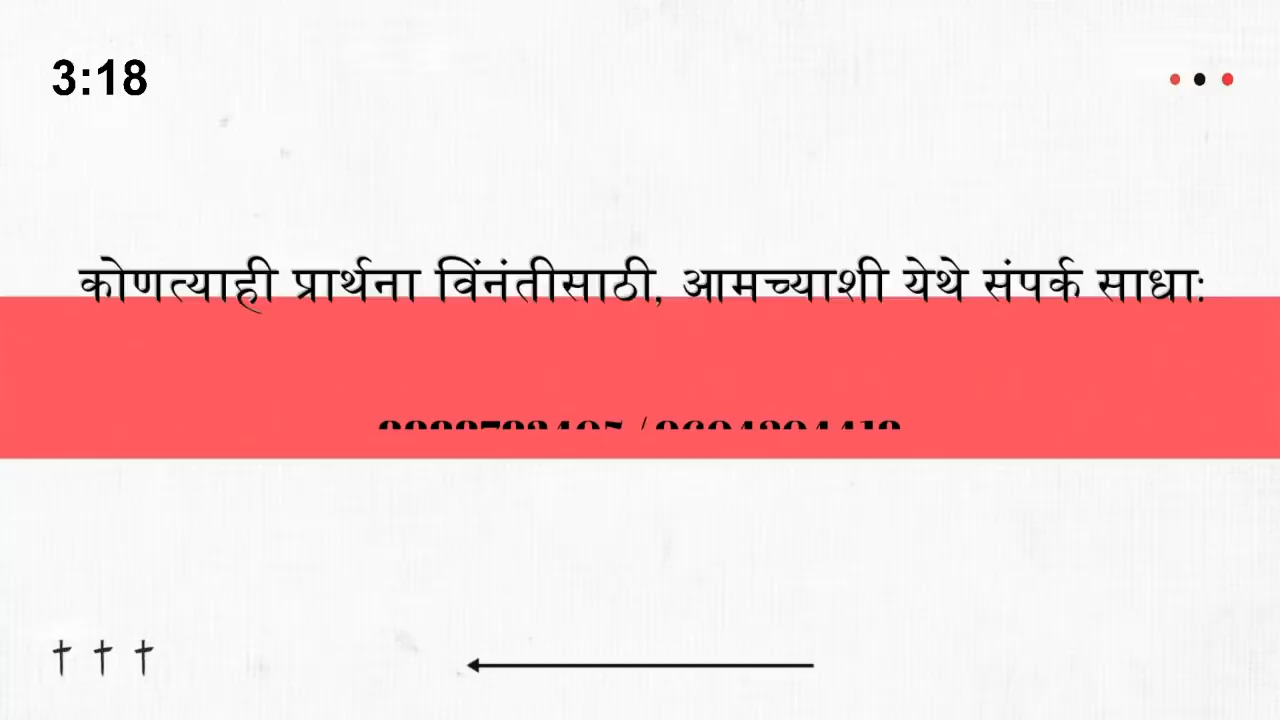 3:18
कोणत्याही प्रार्थना विंनंतीसाठी, आमच्याशी येथे संपर्क साधाः